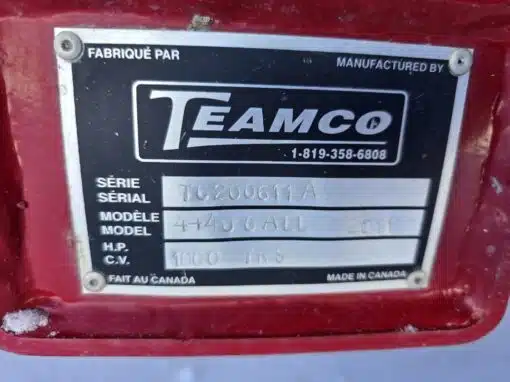 FABRIQUÉ PAR
MANUFACTURED BY
TEAMCO
1-819-358-6808
SÉRIE
SERIAL
TC200611A
MODÈLE
MODEL
H.P.
C.V.
FAIT AU CANADA
MADE IN CANADA